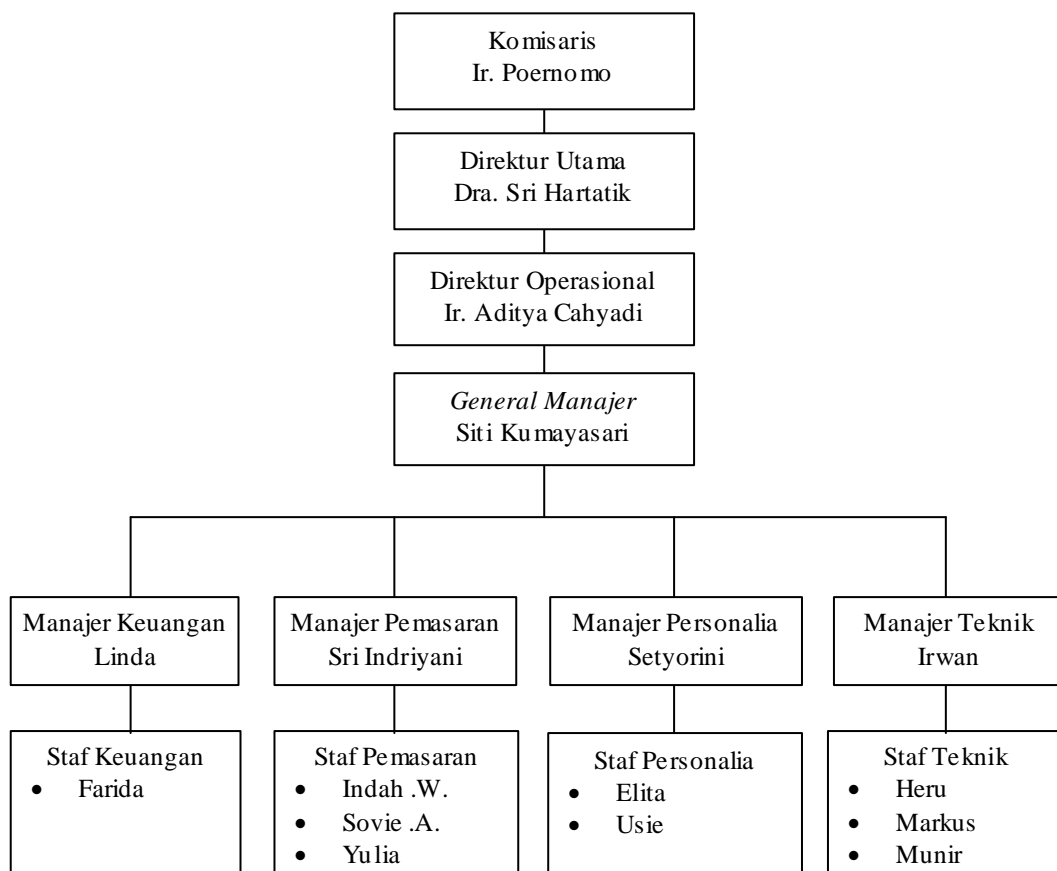 Komisaris
Ir. Poernomo
Direktur Utama
Dra. Sri Hartatik
Direktur Operasional
Ir. Aditya Cahyadi
General Manajer
Siti Kumayasari
Manajer Keuangan
Linda
Manajer Pemasaran
Sri Indriyani
Manajer Personalia
Setyorini
Manajer Teknik
Irwan
Staf Keuangan
• Farida
Staf Pemasaran
• Indah .W.
• Sovie .A.
• Yulia
Staf Personalia
• Elita
• Usie
Staf Teknik
• Heru
• Markus
• Munir